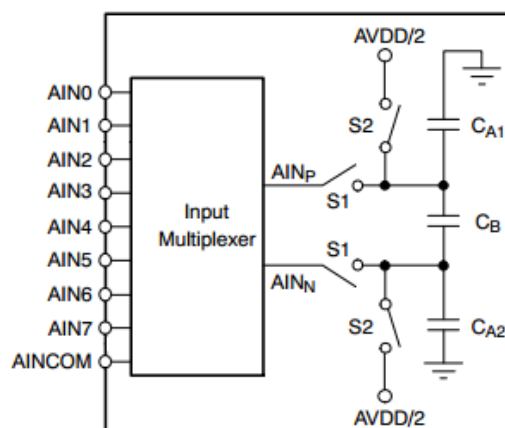 AVDD/2
AIN0
AIN1
AIN2
AIN3
AIN4
AIN5
AIN6
AIN7
AINCOM
Input
Multiplexer
AINP
S1
S2
CA1
CB
S1
AINN
S2
CA2
AVDD/2